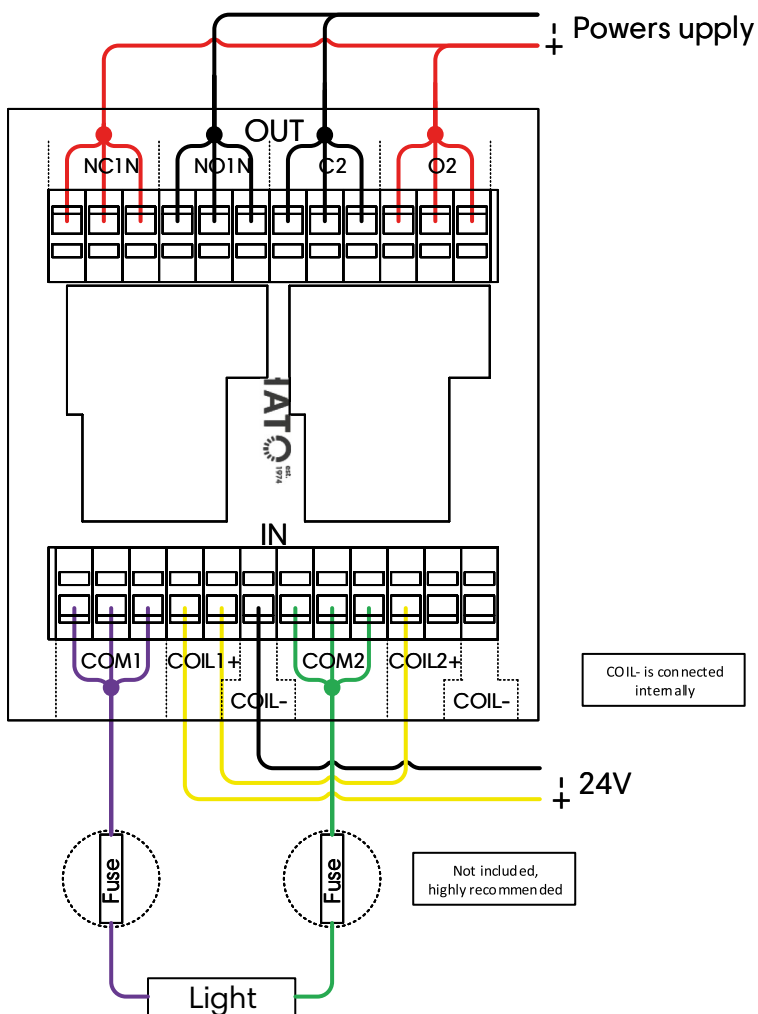 - Powers upply
+
OUT
NC1N NO1N C2 O2
HATO
est.
1974
IN
COM1 COIL1+ COM2 COIL2+
COIL- COIL-
COIL- is connected
internally
- 24V
+
Fuse Fuse
Not included,
highly recommended
Light